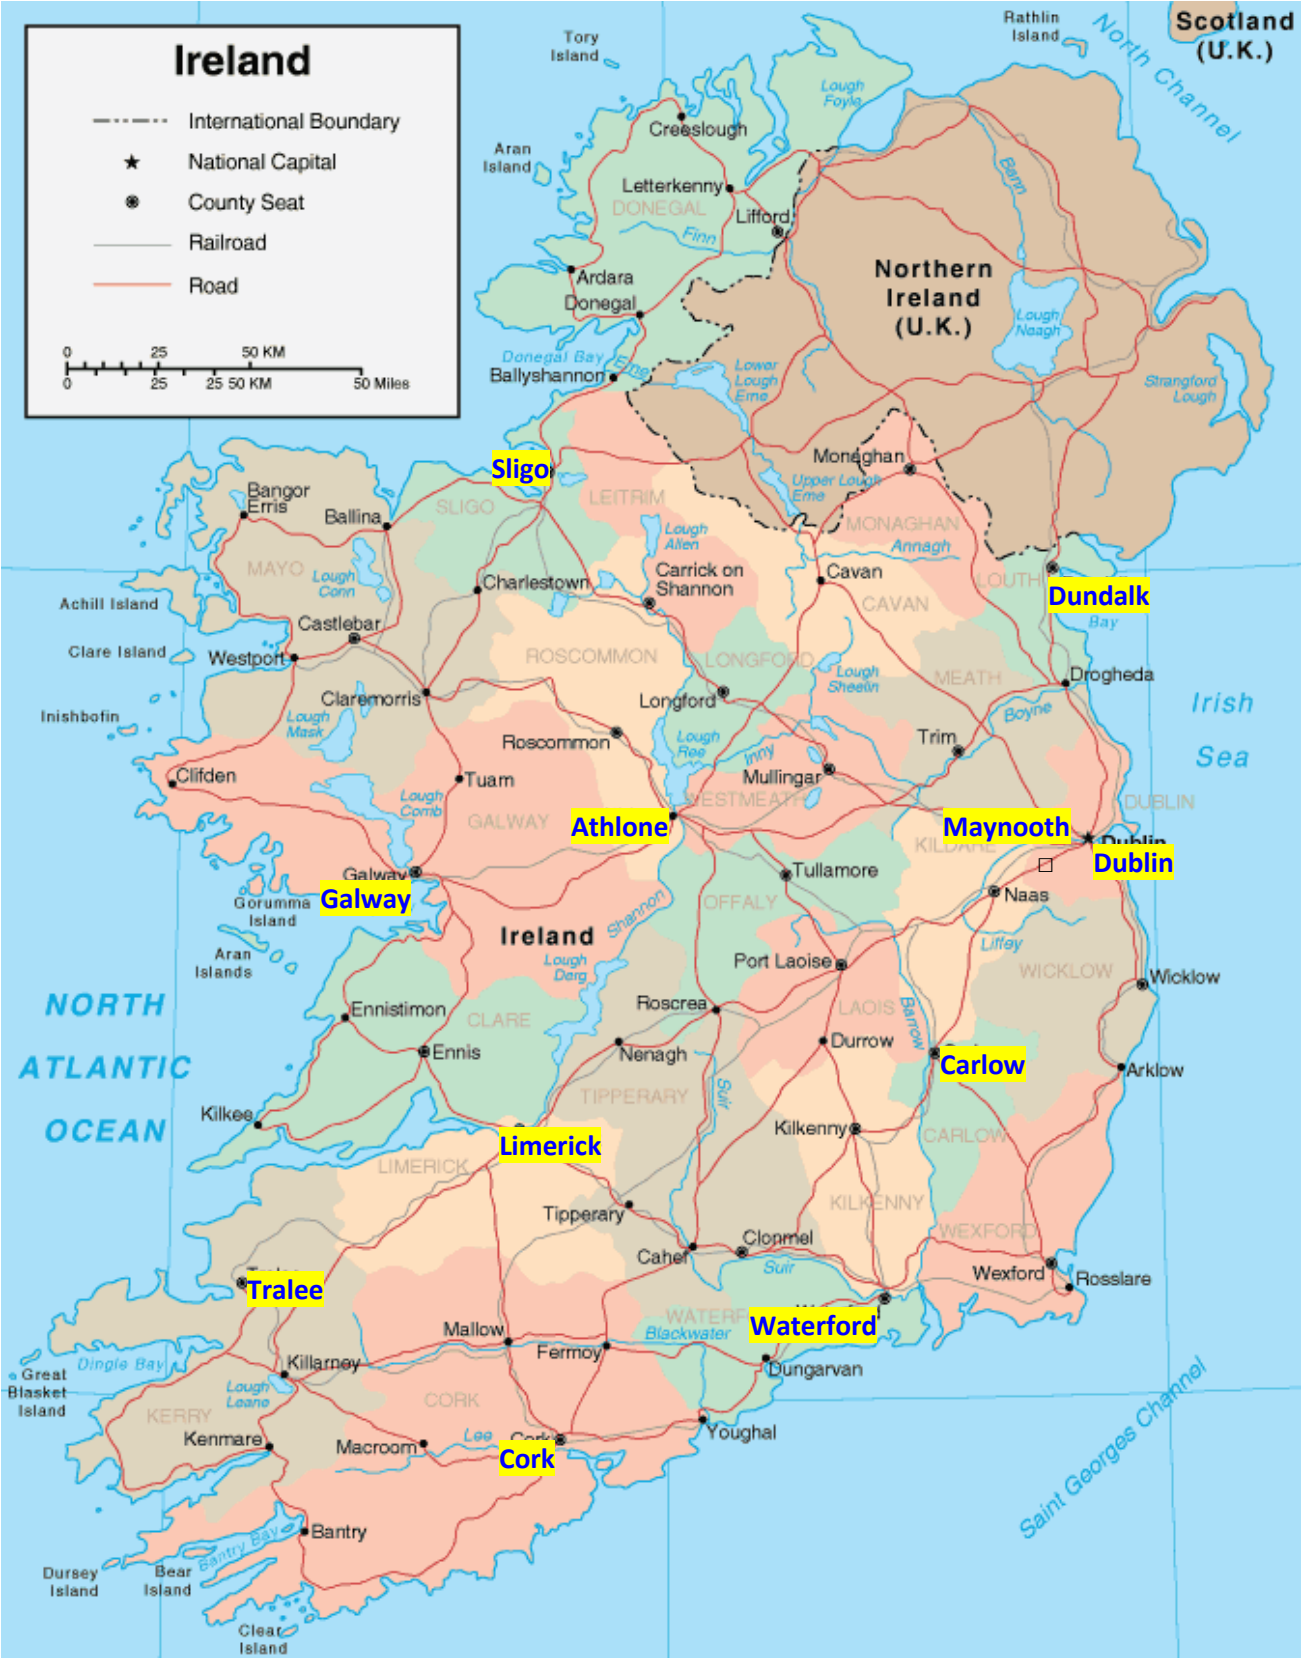 Ireland
International Boundary
National Capital
County Seat
Railroad
Road
0 25 50 KM
0 25 25 50 KM 50 Miles
Scotland
(U.K.)
Rathlin
Island
North Channel
Tory
Island
Lough
Foyle
Creeslough
Aran
Island
Bann
Letterkenny
DONEGAL
Lifford
Finn
Northern
Ireland
(U.K.)
Ardara
Donegal
Lough
Neagh
Donegal Bay
Erne
Ballyshannon
Lower
Lough
Erne
Strangford
Lough
Sligo
Monaghan
Upper Lough
Erne
LEITRIM
Bangor
Erris
SLIGO
Ballina
MONAGHAN
Lough
Allen
Annagh
MAYO
Lough
Conn
Charlestown
Carrick on
Shannon
Cavan
LOUTH
Dundalk
Bay
Achill Island
CAVAN
Castlebar
Clare Island
Westport
ROSCOMMON
LONGFORD
Lough
Sheelin
MEATH
Drogheda
Claremorris
Longford
Irish
Sea
Inishbofin
Lough
Mask
Boyne
Roscommon
Lough
Ree
Inny
Trim
Clifden
Tuam
Mullingar
Lough
Corrib
WESTMEATH
DUBLIN
GALWAY
Athlone
Maynooth
KILDARE
Dublin
Dublin
Galway
Galway
Tullamore
Naas
Gorumma
Island
OFFALY
Shannon
Ireland
Liffey
Aran
Islands
Lough
Derg
Port Laoise
WICKLOW
Wicklow
NORTH
ATLANTIC
OCEAN
Roscrea
LAOIS
Barrow
Ennistimon
CLARE
Ennis
Nenagh
Durrow
Carlow
Arklow
TIPPERARY
Suir
Kilkee
Limerick
Kilkenny
CARLOW
LIMERICK
Tipperary
KILKENNY
WEXFORD
Cahef
Clonmel
Suir
Wexford
Rosslare
Tralee
WATERF
Waterford
Mallow
Blackwater
Fermoy
Dungarvan
Dingle Bay
Great
Blasket
Island
Killarney
Lough
Leane
CORK
KERRY
Kenmare
Macroom
Lee
Cork
Cork
Youghal
Saint Georges Channel
Bantry
Bantry Bay
Dursey
Island
Bear
Island
Clear
Island